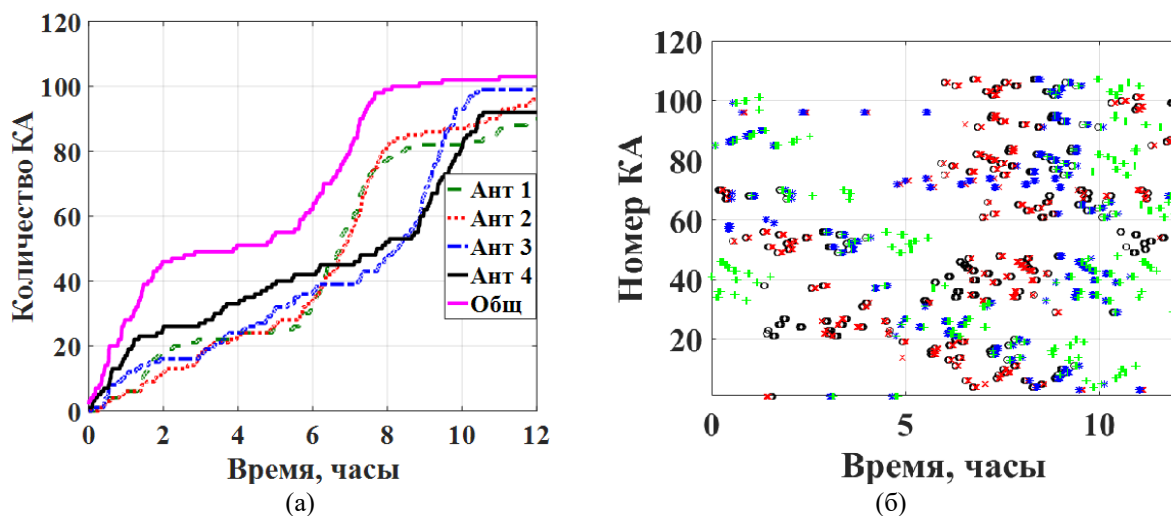 120
100
80
60
40
20
0
Количество КА
Ант 1
Ант 2
Ант 3
Ант 4
Общ
0 2 4 6 8 10 12
Время, часы
(а)
120
100
80
60
40
20
Номер КА
0 5 10
Время, часы
(б)